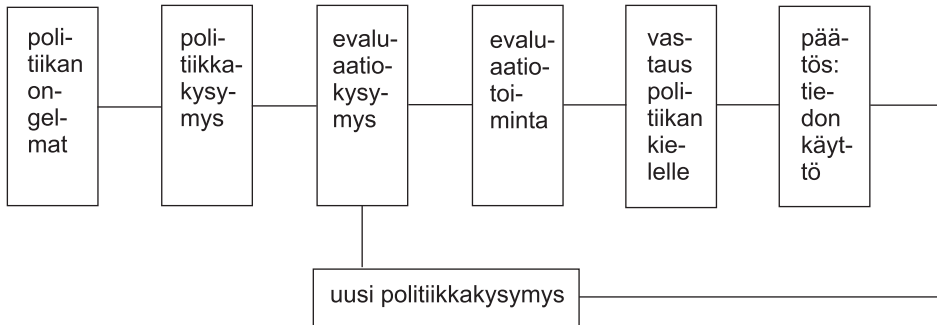 poli-
tiikan
on-
gel-
mat
poli-
tiikka-
kysy-
mys
evalu-
aatio-
kysy-
mys
evalu-
aatio-
toi-
minta
vas-
taus
poli-
tiikan
kie-
lelle
pää-
tös:
tie-
don
käyt-
tö
uusi politiikkakysymys